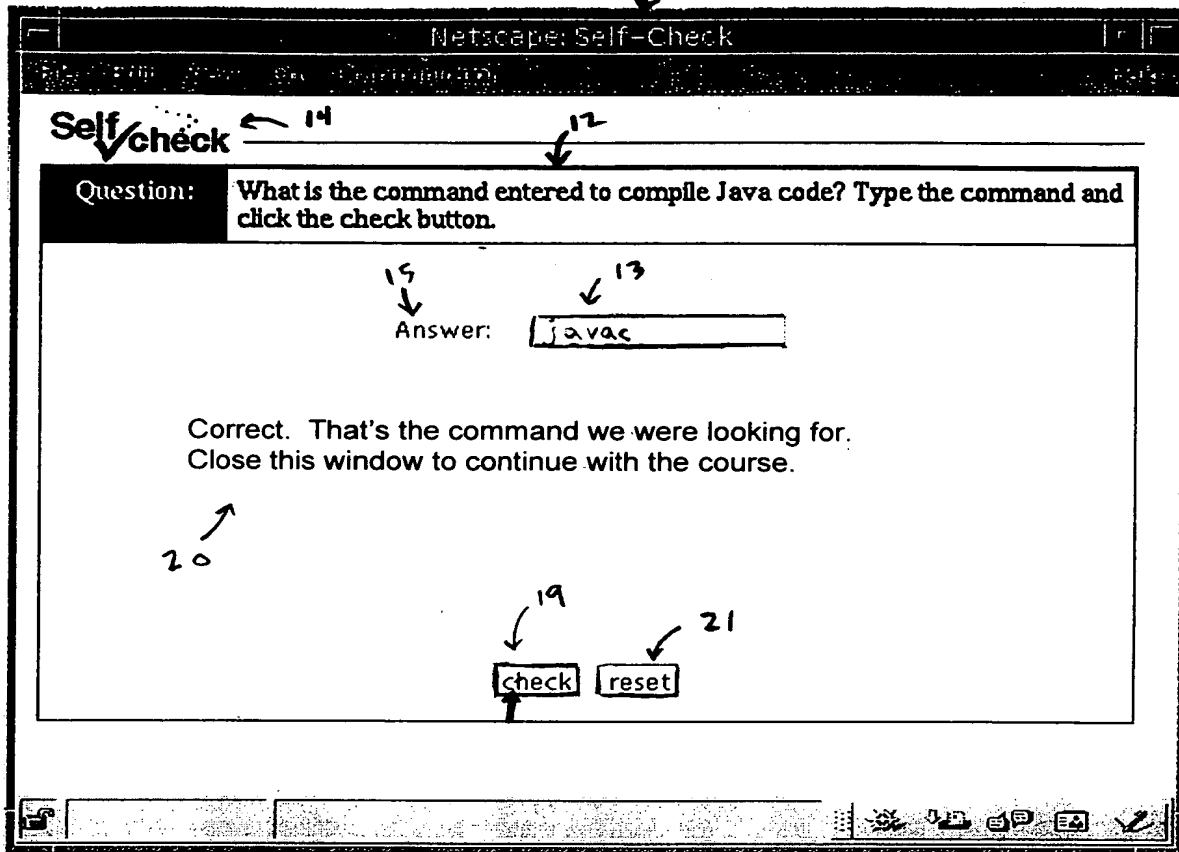 Netscape: Self-Check
Self check
14
12
Question: What is the command entered to compile Java code? Type the command and
click the check button.
15
13
Answer: javac
Correct. That's the command we were looking for.
Close this window to continue with the course.
20
19
21
check reset